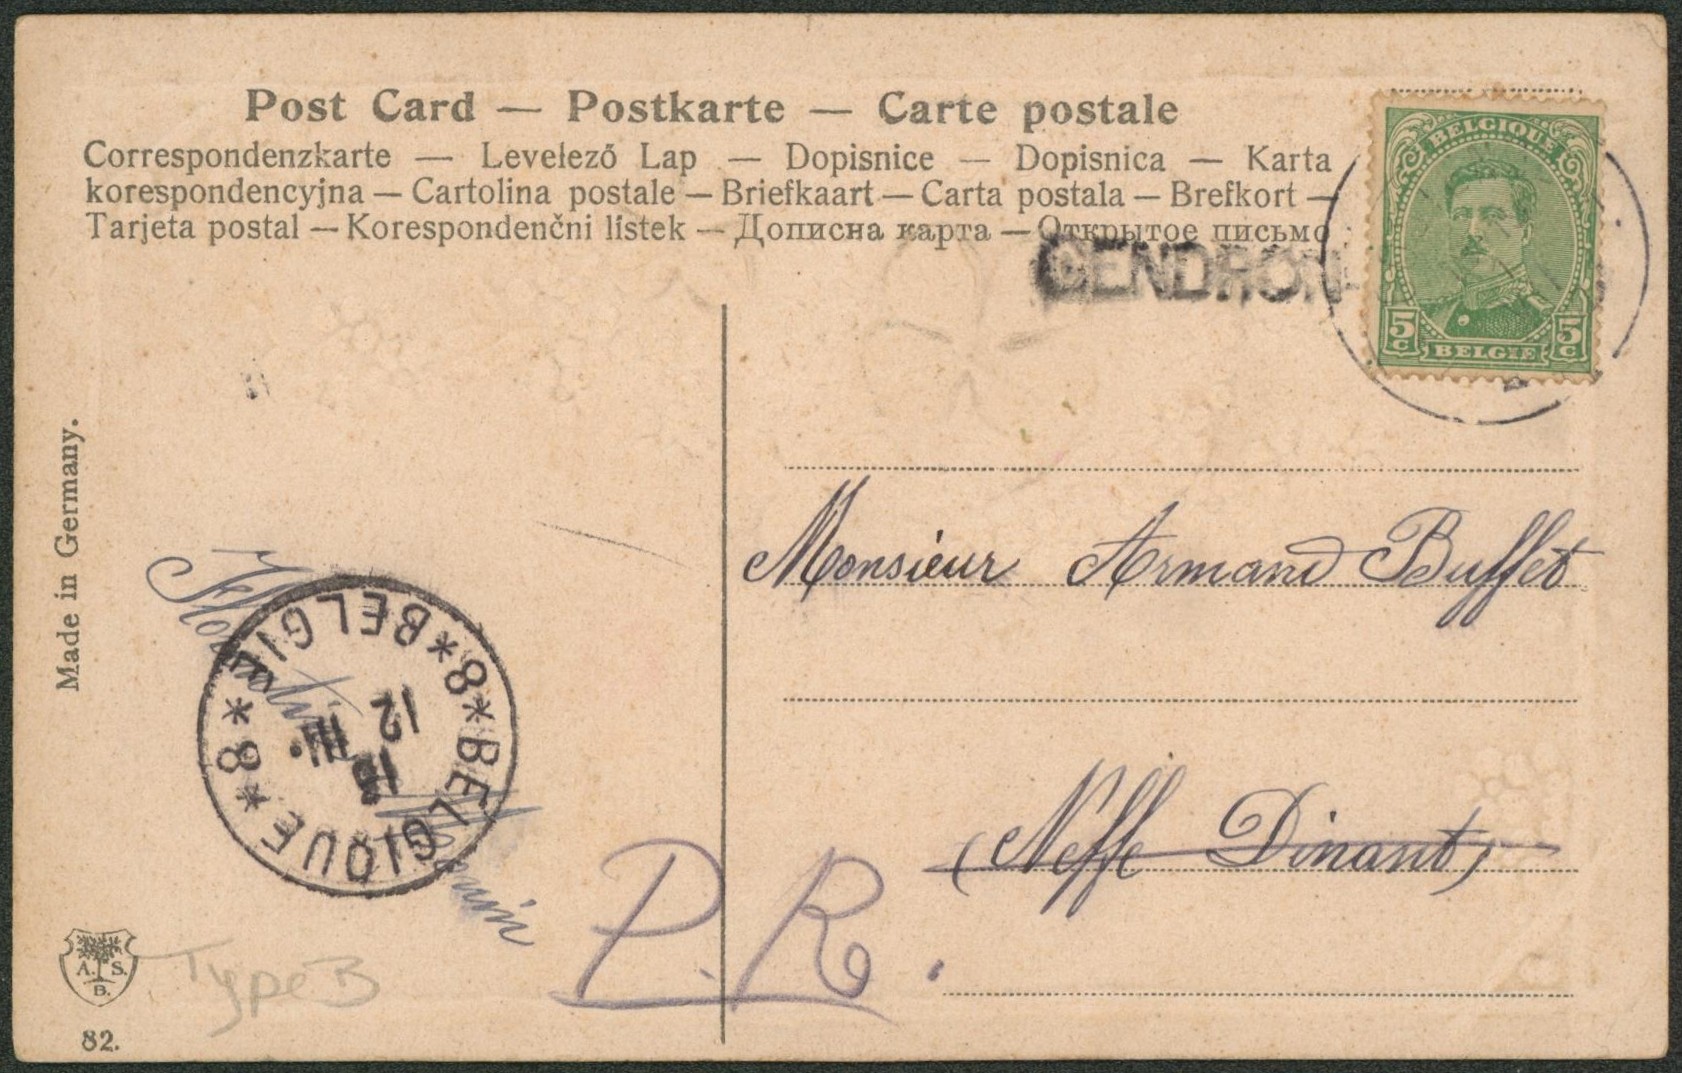 Post Card — Postkarte — Carte postale
Correspondenzkarte — Levelező Lap — Dopisnice — Dopisnica — Karta
korespondencyjna — Cartolina postale — Briefkaart — Carta postala — Brefkort —
Tarjeta postal — Korespondenčni lístek — Дописна карта — Открытое письмо
GENDRON
BELGIQUE
5c 5c
BELGIË
Made in Germany.
Monsieur Armand Buffet
(Neffe Dinant)
BELGIE *8* BELGIQUE *8*
12
III
P.R.
A. S.
B.
Type B
82.